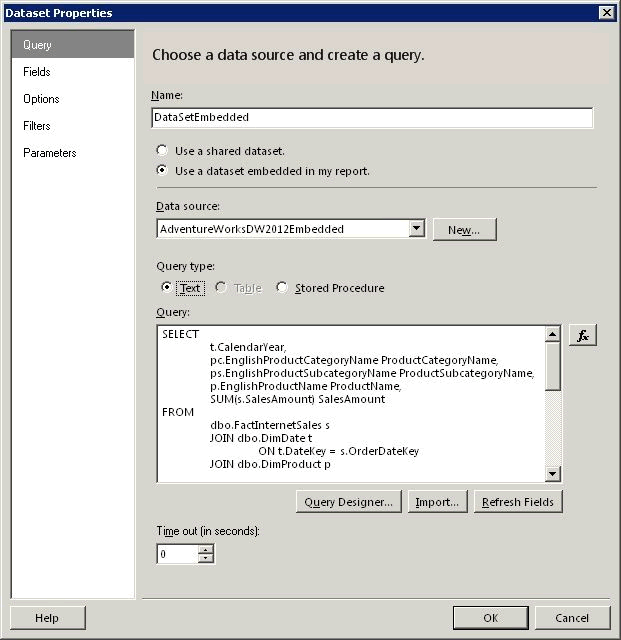 Dataset Properties
Query
Fields
Options
Filters
Parameters
Choose a data source and create a query.
Name:
DataSetEmbedded
Use a shared dataset.
Use a dataset embedded in my report.
Data source:
AdventureWorksDW2012Embedded
New...
Query type:
Text Table Stored Procedure
Query:
SELECT
t.CalendarYear,
pc.EnglishProductCategoryName ProductCategoryName,
ps.EnglishProductSubcategoryName ProductSubcategoryName,
p.EnglishProductName ProductName,
SUM(s.SalesAmount) SalesAmount
FROM
dbo.FactInternetSales s
JOIN dbo.DimDate t
ON t.DateKey = s.OrderDateKey
JOIN dbo.DimProduct p
fx
Query Designer... Import... Refresh Fields
Time out (in seconds):
0
Help OK Cancel